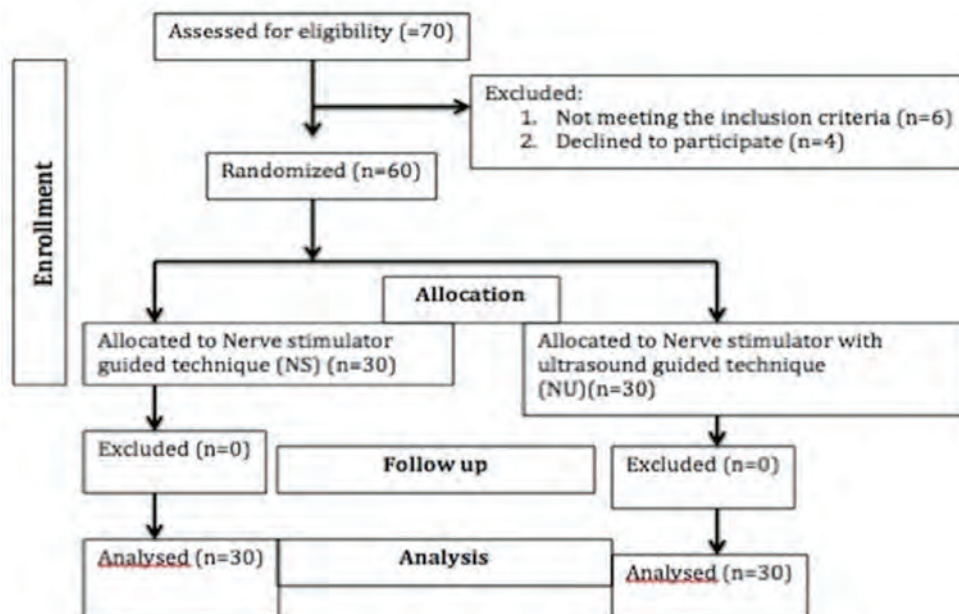 Assessed for eligibility (=70)
Excluded:
1. Not meeting the inclusion criteria (n=6)
2. Declined to participate (n=4)
Randomized (n=60)
Enrollment
Allocation
Allocated to Nerve stimulator
guided technique (NS) (n=30)
Allocated to Nerve stimulator with
ultrasound guided technique
(NU)(n=30)
Excluded (n=0)
Follow up
Excluded (n=0)
Analysed (n=30)
Analysis
Analysed (n=30)